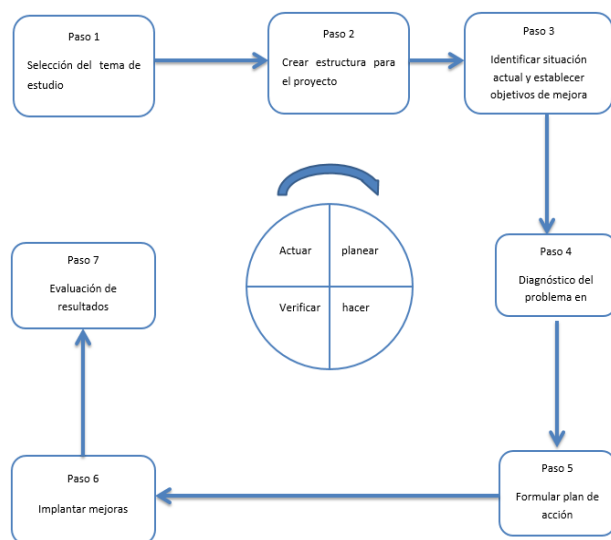 Paso 1
Selección del tema de
estudio
Paso 2
Crear estructura para
el proyecto
Paso 3
Identificar situación
actual y establecer
objetivos de mejora
Paso 4
Diagnóstico del
problema en
Paso 5
Formular plan de
acción
Paso 6
Implantar mejoras
Paso 7
Evaluación de
resultados
Actuar
planear
Verificar
hacer